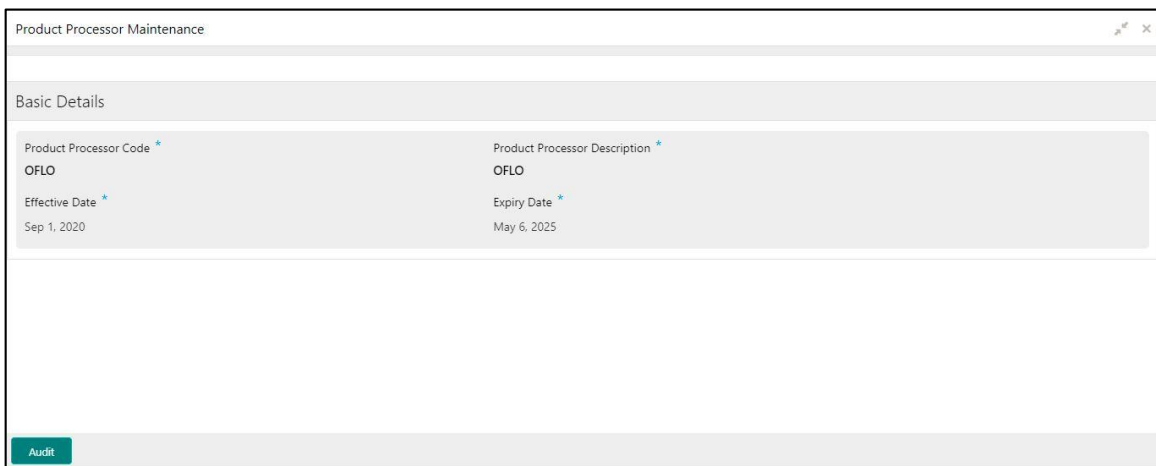 Product Processor Maintenance
Basic Details
Product Processor Code * Product Processor Description *
OFLO OFLO
Effective Date * Expiry Date *
Sep 1, 2020 May 6, 2025
Audit